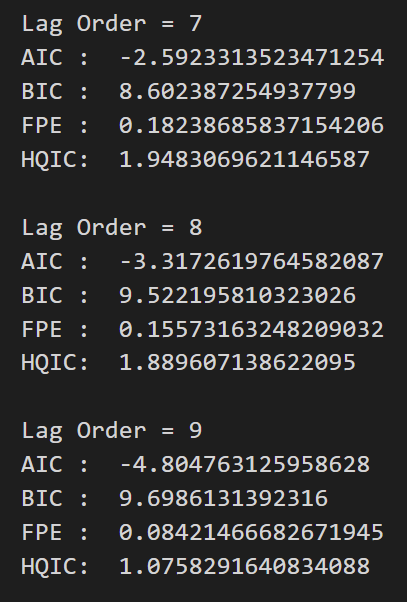 Lag Order = 7
AIC :  -2.5923313523471254
BIC :  8.602387254937799
FPE :  0.18238685837154206
HQIC:  1.9483069621146587
Lag Order = 8
AIC :  -3.3172619764582087
BIC :  9.522195810323026
FPE :  0.15573163248209032
HQIC:  1.889607138622095
Lag Order = 9
AIC :  -4.804763125958628
BIC :  9.6986131392316
FPE :  0.08421466682671945
HQIC:  1.0758291640834088